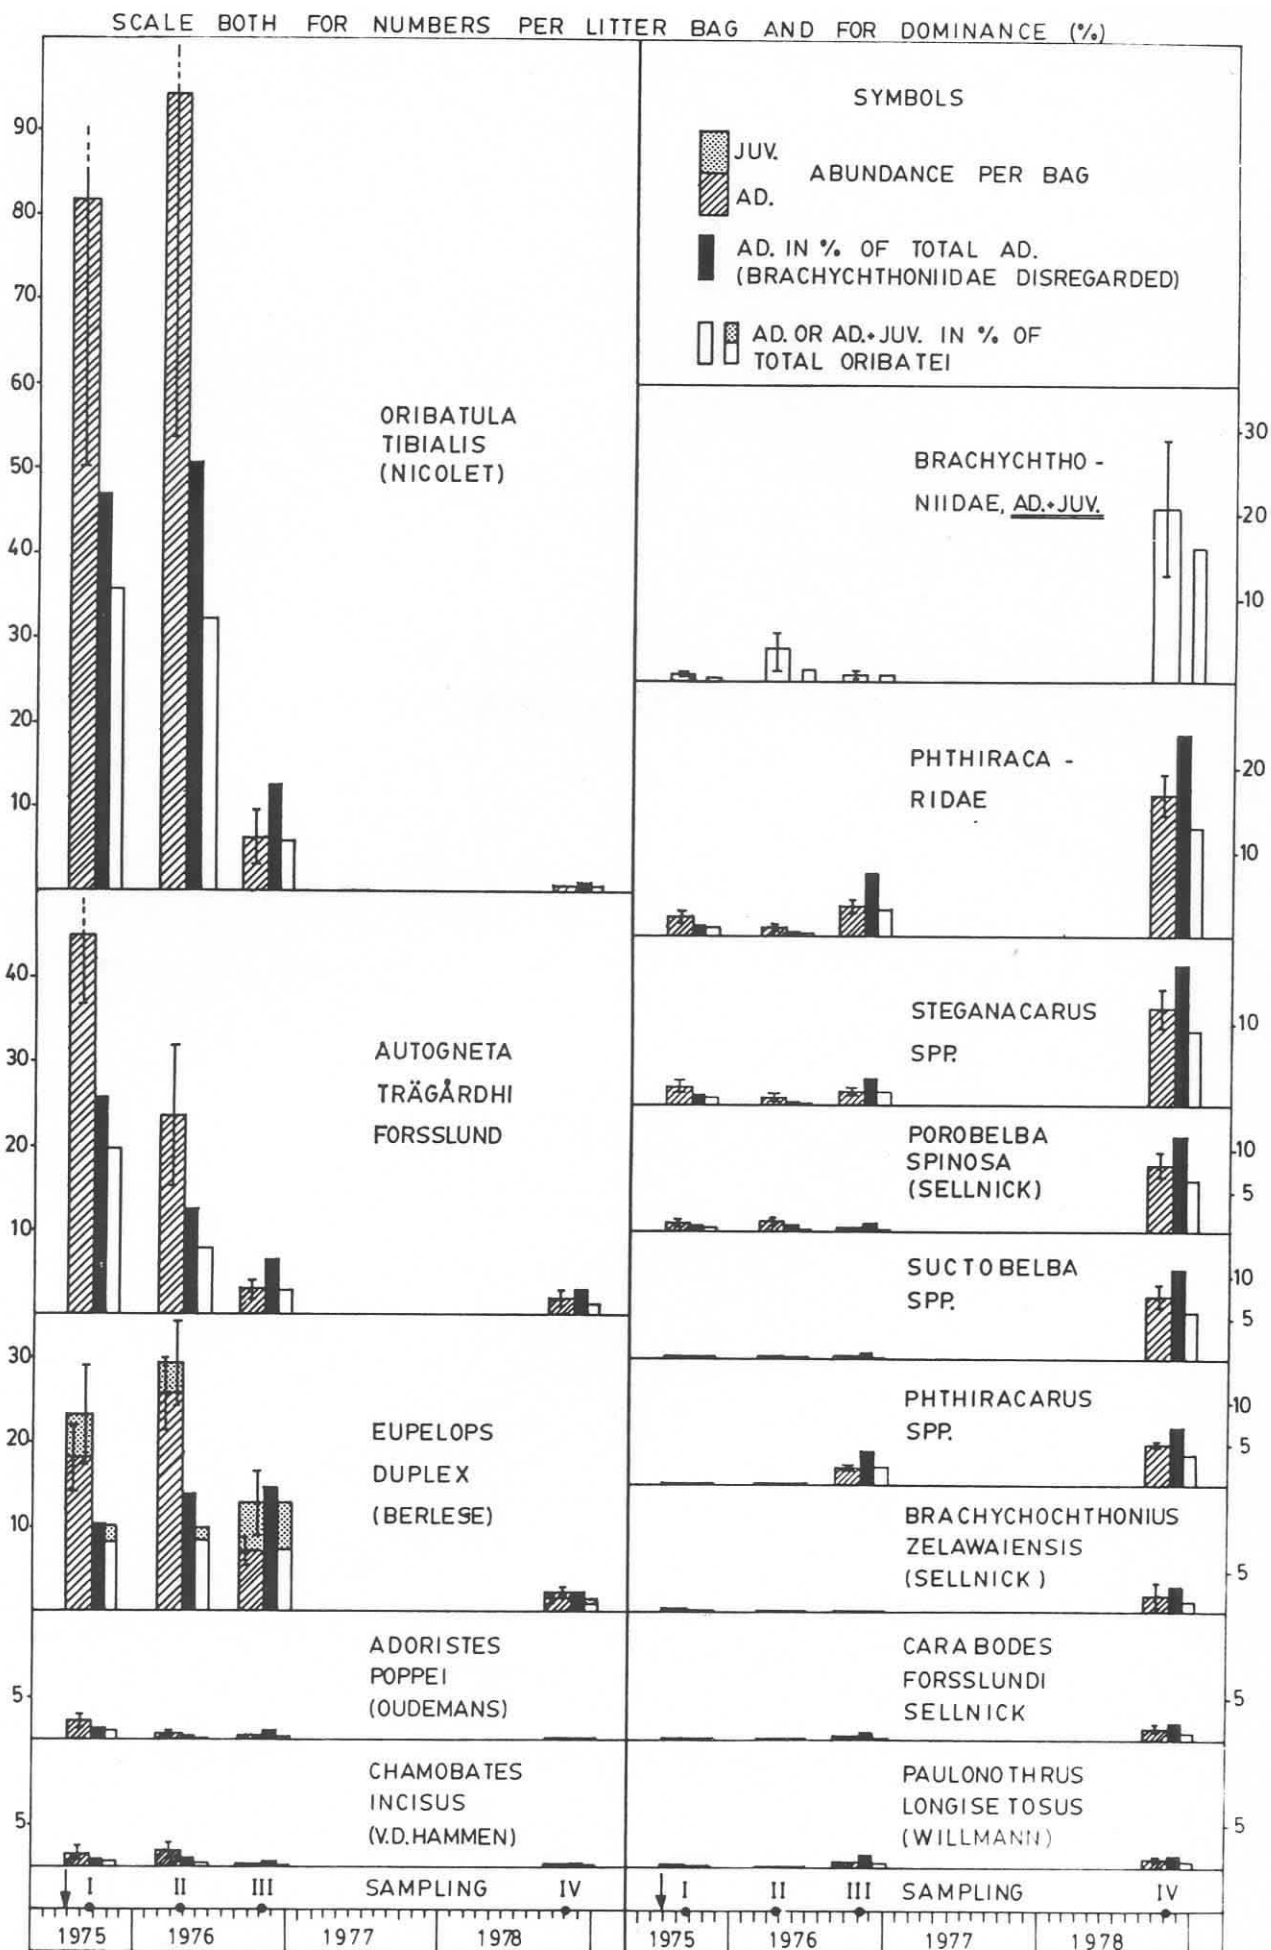 SCALE BOTH FOR NUMBERS PER LITTER BAG AND FOR DOMINANCE (%)
90
80
70
60
50
40
30
20
10
ORIBATULA
TIBIALIS
(NICOLET)
40
30
20
10
AUTOGNETA
TRÄGÅRDHI
FORSSLUND
30
20
10
EUPELOPS
DUPLEX
(BERLESE)
5
ADORISTES
POPPEI
(OUDEMANS)
5
CHAMOBATES
INCISUS
(V.D.HAMMEN)
I II III SAMPLING IV
1975 1976 1977 1978
SYMBOLS
JUV.
AD.
ABUNDANCE PER BAG
AD. IN % OF TOTAL AD.
(BRACHYCHTHONIIDAE DISREGARDED)
AD. OR AD.+JUV. IN % OF
TOTAL ORIBATEI
BRACHYCHTHO-
NIIDAE, AD.+JUV.
30
20
10
PHTHIRACA-
RIDAE
20
10
STEGANACARUS
SPP.
10
POROBELBA
SPINOSA
(SELLNICK)
10
5
SUCTOBELBA
SPP.
10
5
PHTHIRACARUS
SPP.
10
5
BRACHYCHOCHTHONIUS
ZELAWAIENSIS
(SELLNICK)
5
CARABODES
FORSSLUNDI
SELLNICK
5
PAULONOTHRUS
LONGISETOSUS
(WILLMANN)
5
I II III SAMPLING IV
1975 1976 1977 1978